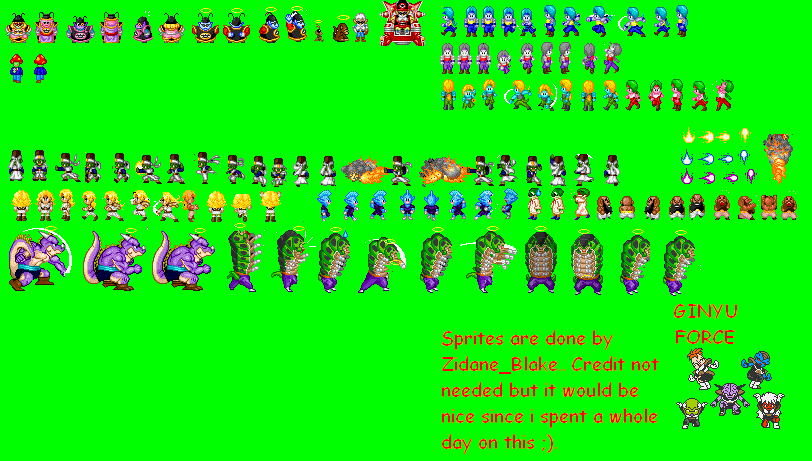 GINYU
FORCE
Sprites are done by
Zidane_Blake. Credit not
needed but it would be
nice since i spent a whole
day on this ;).